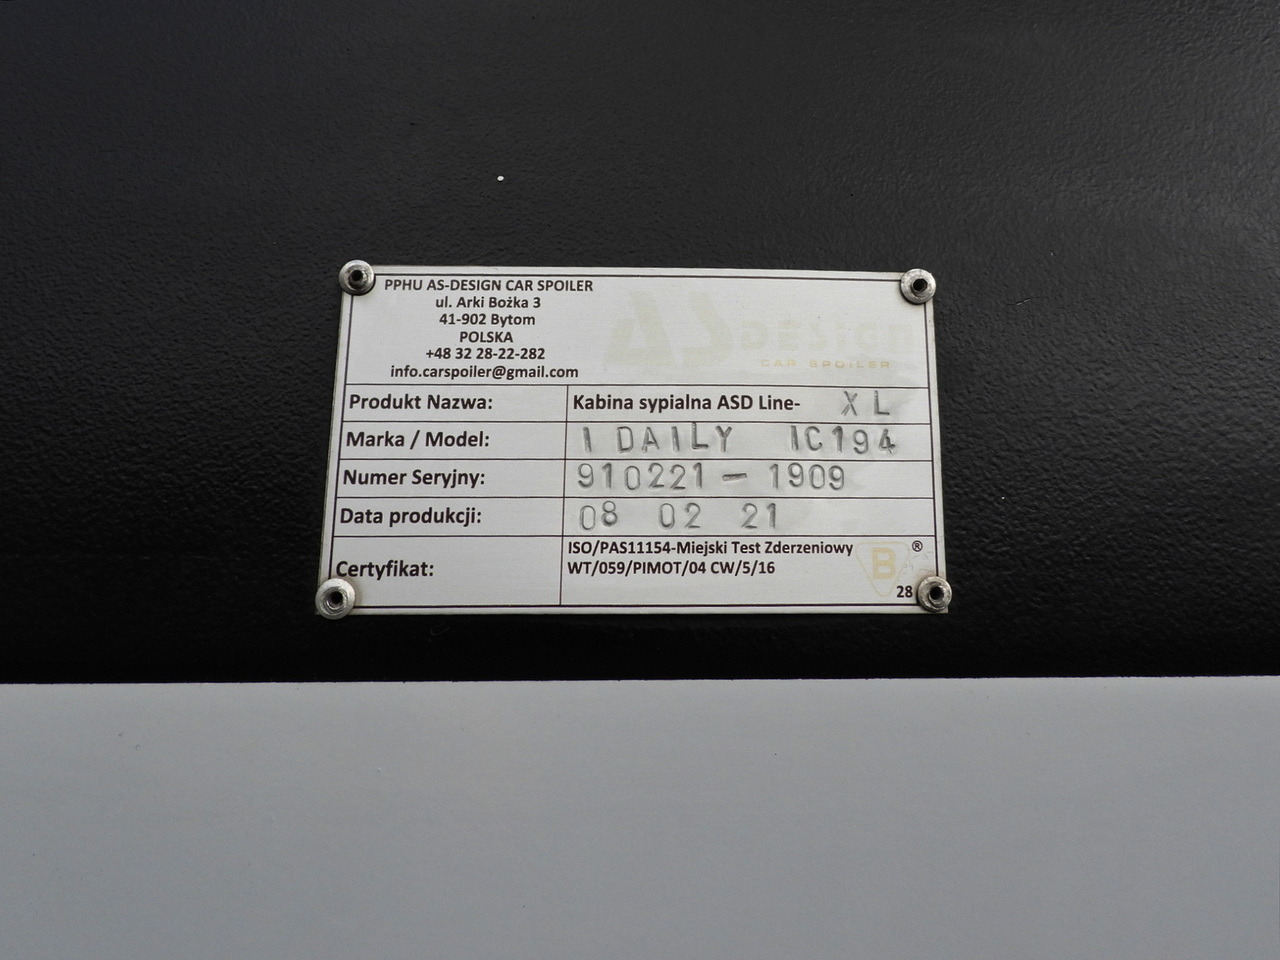 PPHU AS-DESIGN CAR SPOILER
ul. Arki Bożka 3
41-902 Bytom
POLSKA
+48 32 28-22-282
info.carspoiler@gmail.com
AS DESIGN
CAR SPOILER
Produkt Nazwa: Kabina sypialna ASD Line- XL
Marka / Model: I DAILY IC194
Numer Seryjny: 910221-1909
Data produkcji: 08 02 21
Certyfikat: ISO/PAS11154-Miejski Test Zderzeniowy
WT/059/PIMOT/04 CW/5/16
B ®
28